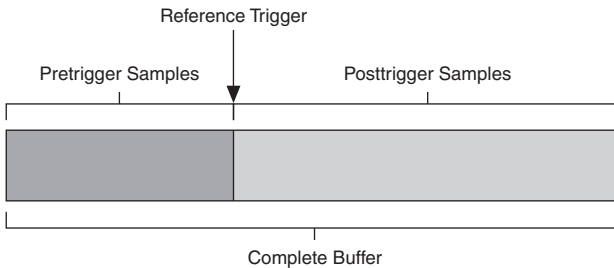 Reference Trigger
Pretrigger Samples
Posttrigger Samples
Complete Buffer